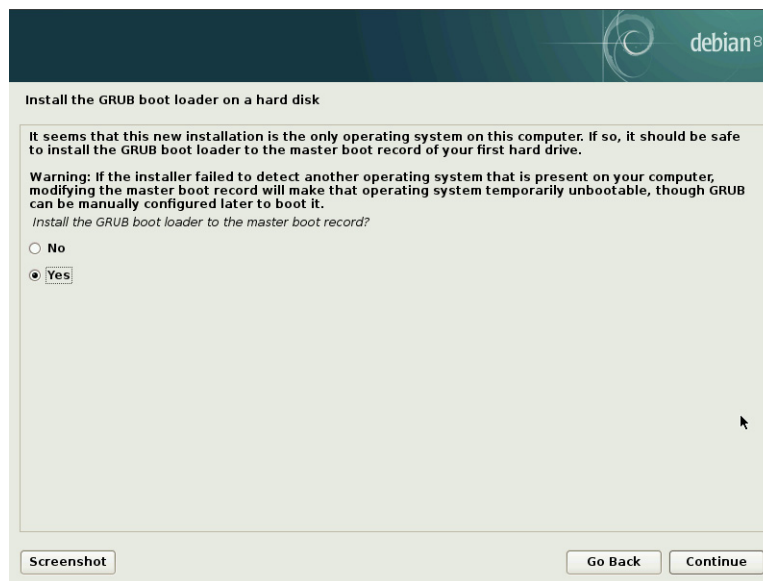 debian 8
Install the GRUB boot loader on a hard disk
It seems that this new installation is the only operating system on this computer. If so, it should be safe
to install the GRUB boot loader to the master boot record of your first hard drive.
Warning: If the installer failed to detect another operating system that is present on your computer,
modifying the master boot record will make that operating system temporarily unbootable, though GRUB
can be manually configured later to boot it.
Install the GRUB boot loader to the master boot record?
No
Yes
Screenshot
Go Back
Continue